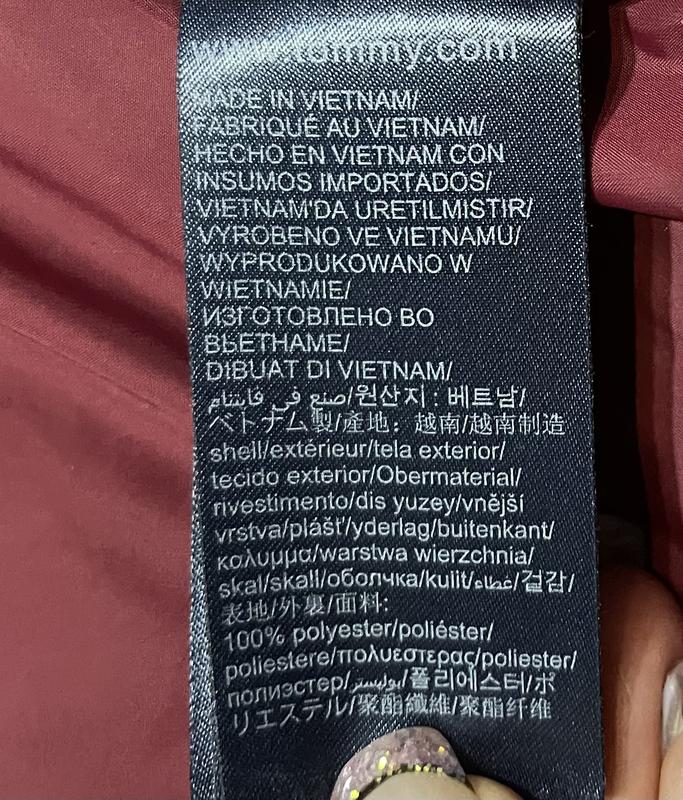 www.tommy.com
MADE IN VIETNAM/
FABRIQUÉ AU VIETNAM/
HECHO EN VIETNAM CON
INSUMOS IMPORTADOS/
VIETNAM'DA URETILMISTIR/
VYROBENO VE VIETNAMU/
WYPRODUKOWANO W
WIETNAMIE/
ИЗГОТОВЛЕНО ВО
ВЬЕТНАМЕ/
DIBUAT DI VIETNAM/
صنع في فايتنام/원산지 : 베트남/
ベトナム製/產地：越南/越南制造
shell/extérieur/tela exterior/
tecido exterior/Obermaterial/
rivestimento/dis yuzey/vnější
vrstva/plášť/yderlag/buitenkant/
καλυμμα/warstwa wierzchnia/
skal/skall/оболчка/kulit/غطاء/겉감/
表地/外裏/面料:
100% polyester/poliéster/
poliestere/πολυεστερας/poliester/
полиэстер/بوليستر/폴리에스터/ポ
リエステル/聚酯纖維/聚酯纤维